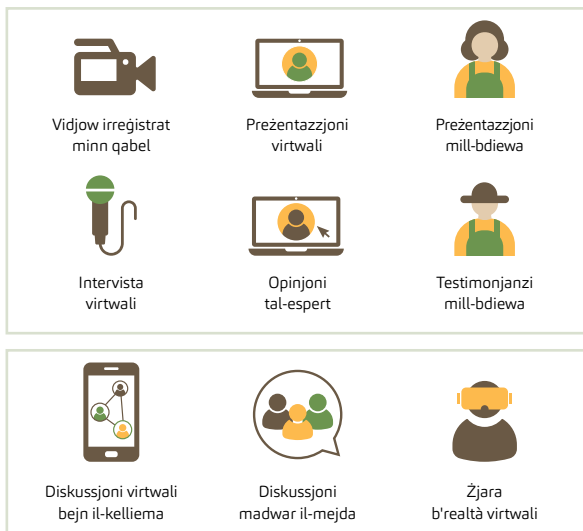 Vidjow irreġistrat
minn qabel
Preżentazzjoni
virtwali
Preżentazzjoni
mill-bdiewa
Intervista
virtwali
Opinjoni
tal-espert
Testimonjanzi
mill-bdiewa
Diskussjoni virtwali
bejn il-kelliema
Diskussjoni
madwar il-mejda
Żjara
b'realtà virtwali